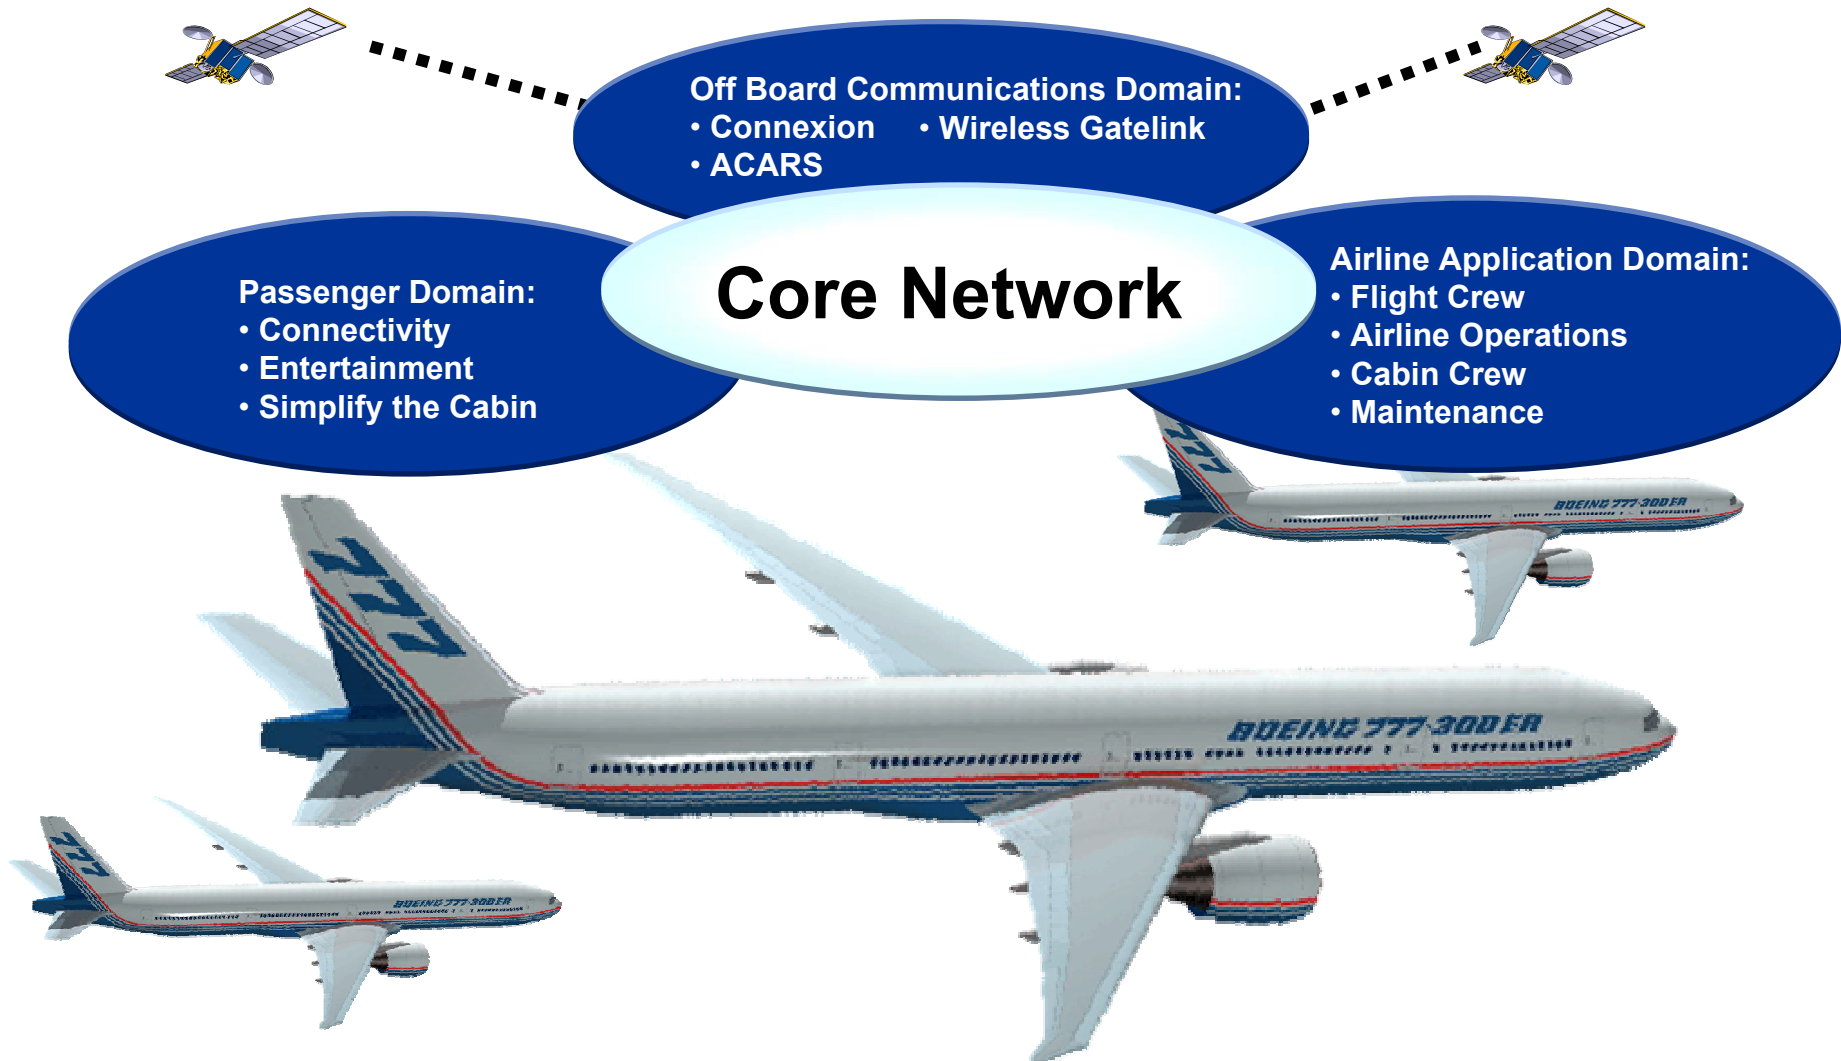 Off Board Communications Domain:
• Connexion • Wireless Gatelink
• ACARS
Core Network
Passenger Domain:
• Connectivity
• Entertainment
• Simplify the Cabin
Airline Application Domain:
• Flight Crew
• Airline Operations
• Cabin Crew
• Maintenance
777
BOEING 777-300ER
777
BOEING 777-300ER
777
BOEING 777-300ER